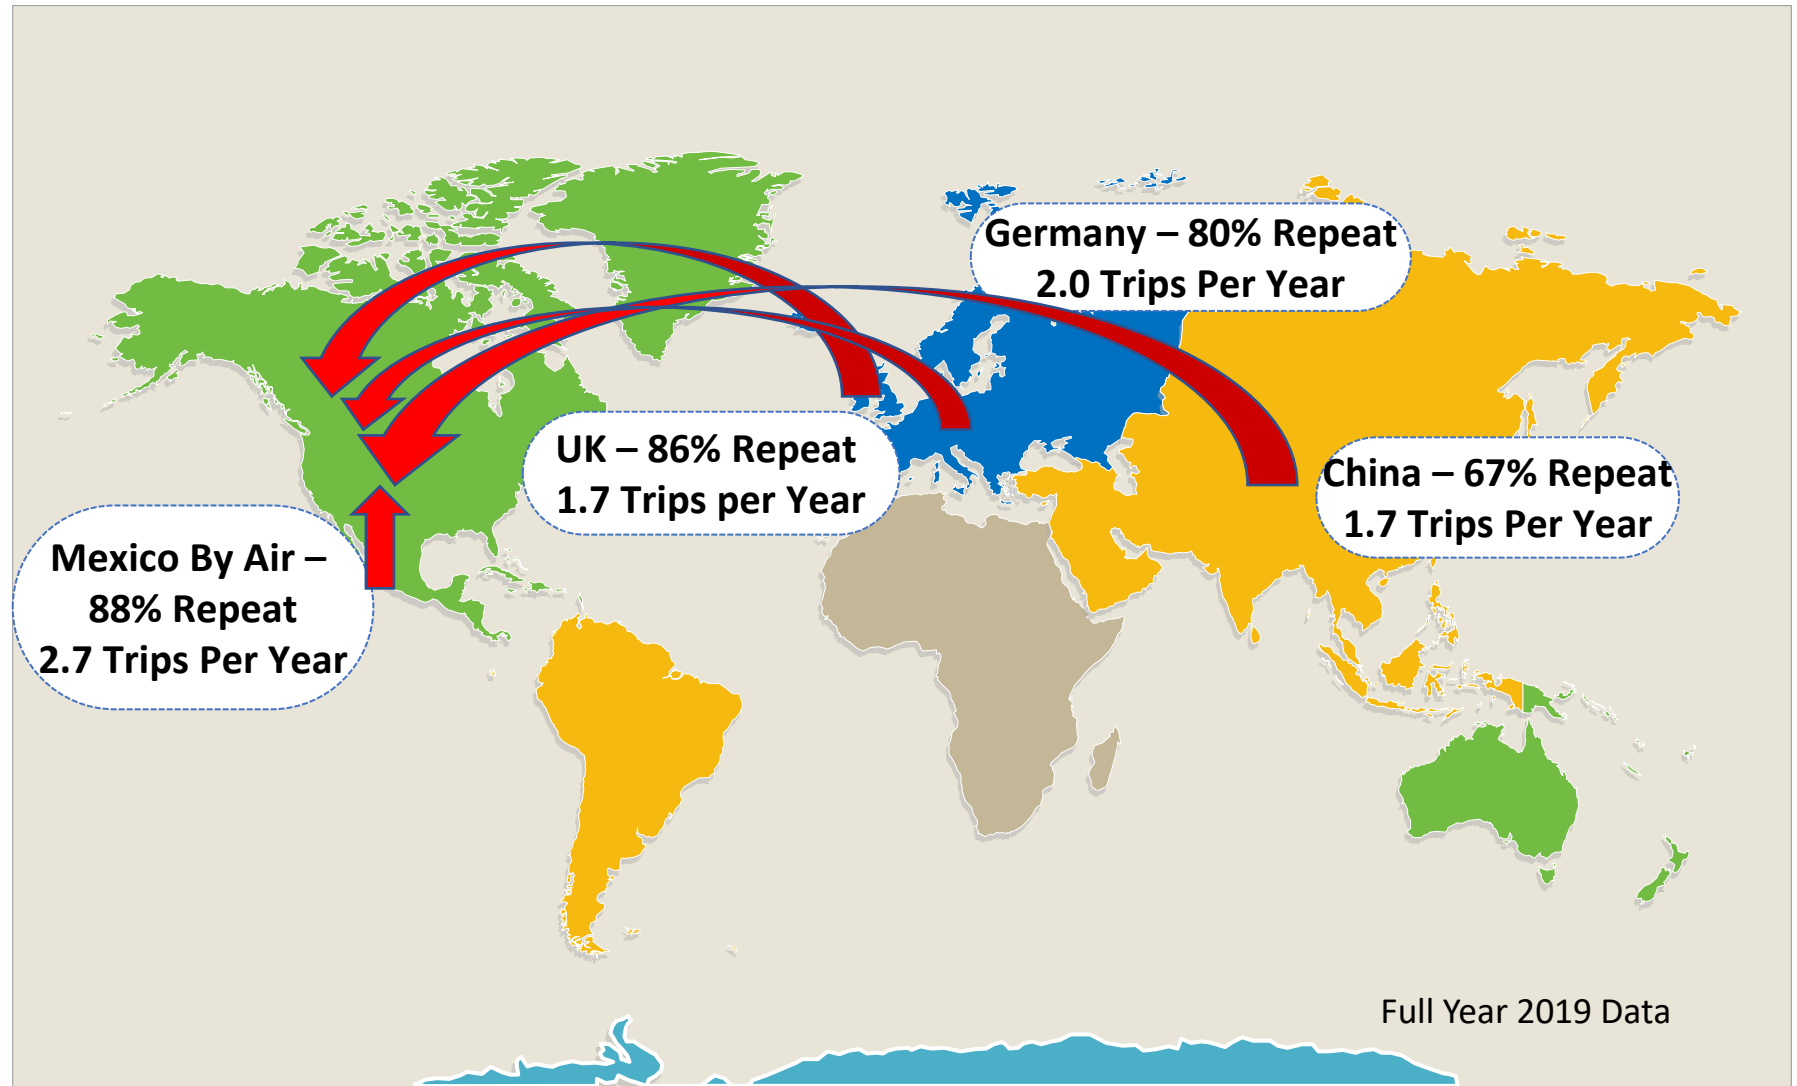 Germany – 80% Repeat
2.0 Trips Per Year
UK – 86% Repeat
1.7 Trips per Year
China – 67% Repeat
1.7 Trips Per Year
Mexico By Air –
88% Repeat
2.7 Trips Per Year
Full Year 2019 Data